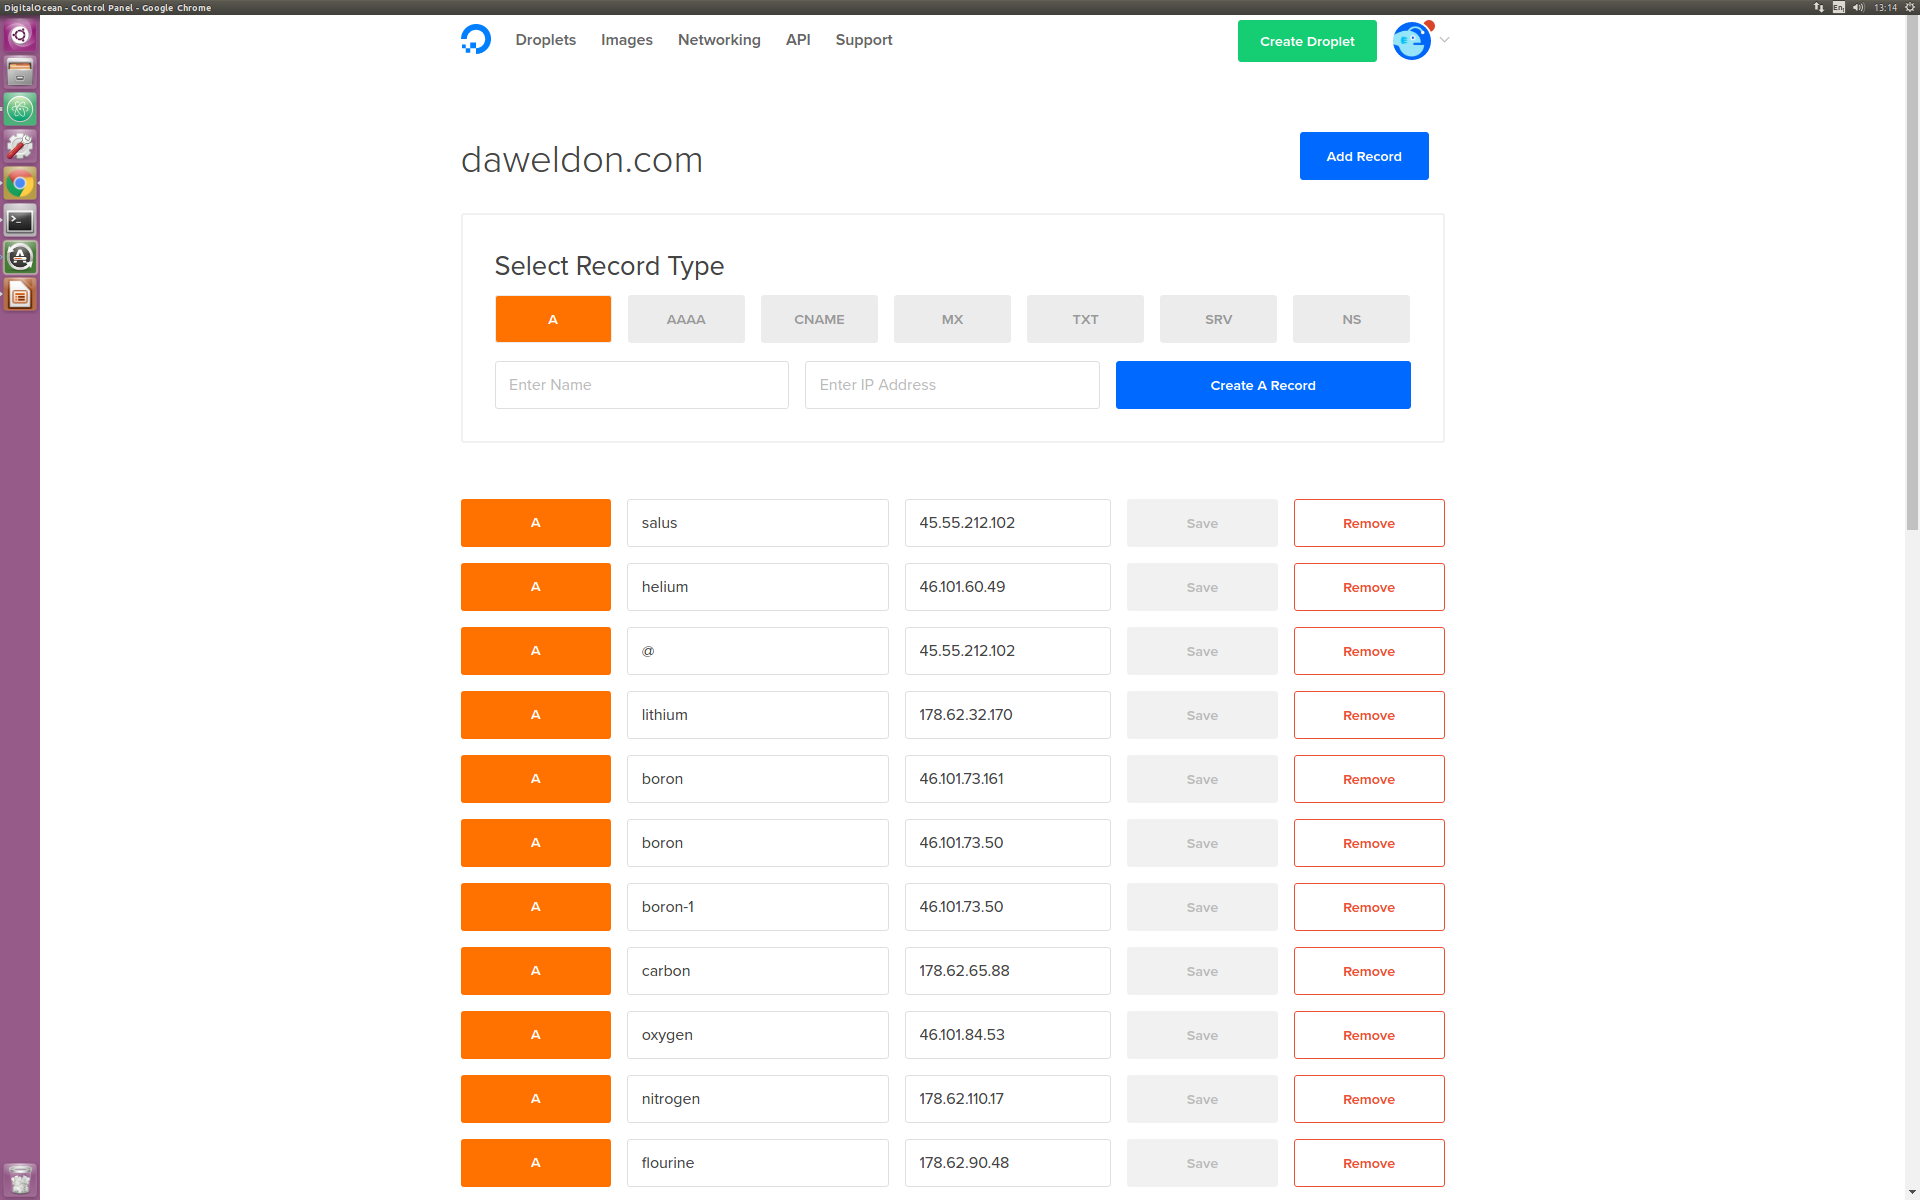 DigitalOcean - Control Panel - Google Chrome
En
13:14
Droplets Images Networking API Support
Create Droplet
daweldon.com
Add Record
Select Record Type
A AAAA CNAME MX TXT SRV NS
Enter Name Enter IP Address Create A Record
A salus 45.55.212.102 Save Remove
A helium 46.101.60.49 Save Remove
A @ 45.55.212.102 Save Remove
A lithium 178.62.32.170 Save Remove
A boron 46.101.73.161 Save Remove
A boron 46.101.73.50 Save Remove
A boron-1 46.101.73.50 Save Remove
A carbon 178.62.65.88 Save Remove
A oxygen 46.101.84.53 Save Remove
A nitrogen 178.62.110.17 Save Remove
A flourine 178.62.90.48 Save Remove